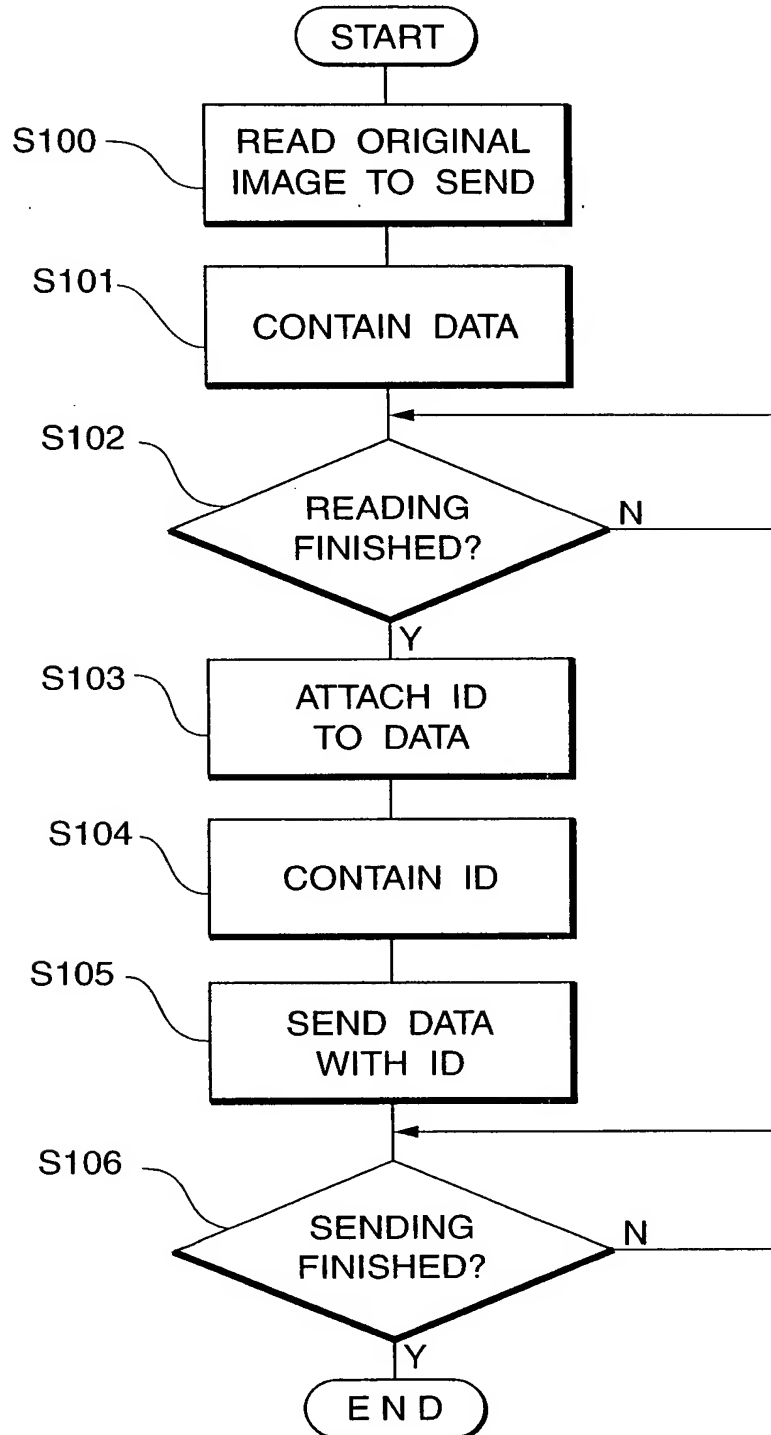 START
S100
READ ORIGINAL
IMAGE TO SEND
S101
CONTAIN DATA
S102
READING
FINISHED?
N
Y
S103
ATTACH ID
TO DATA
S104
CONTAIN ID
S105
SEND DATA
WITH ID
S106
SENDING
FINISHED?
N
Y
END